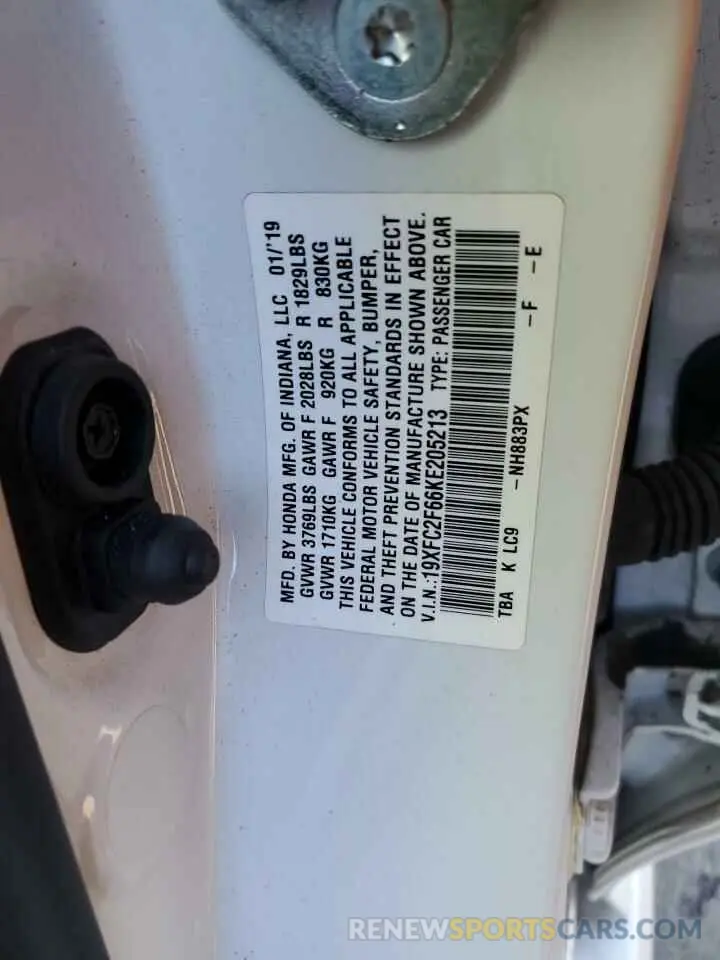 MFD. BY HONDA MFG. OF INDIANA, LLC 01/'19
GVWR 3769LBS GAWR F 2028LBS R 1829LBS
GVWR 1710KG GAWR F 920KG R 830KG
THIS VEHICLE CONFORMS TO ALL APPLICABLE
FEDERAL MOTOR VEHICLE SAFETY, BUMPER,
AND THEFT PREVENTION STANDARDS IN EFFECT
ON THE DATE OF MANUFACTURE SHOWN ABOVE.
V.I.N.:19XFC2F66KE205213 TYPE: PASSENGER CAR
TBA K LC9 -NH883PX -F -E
RENEWSPORTSCARS.COM